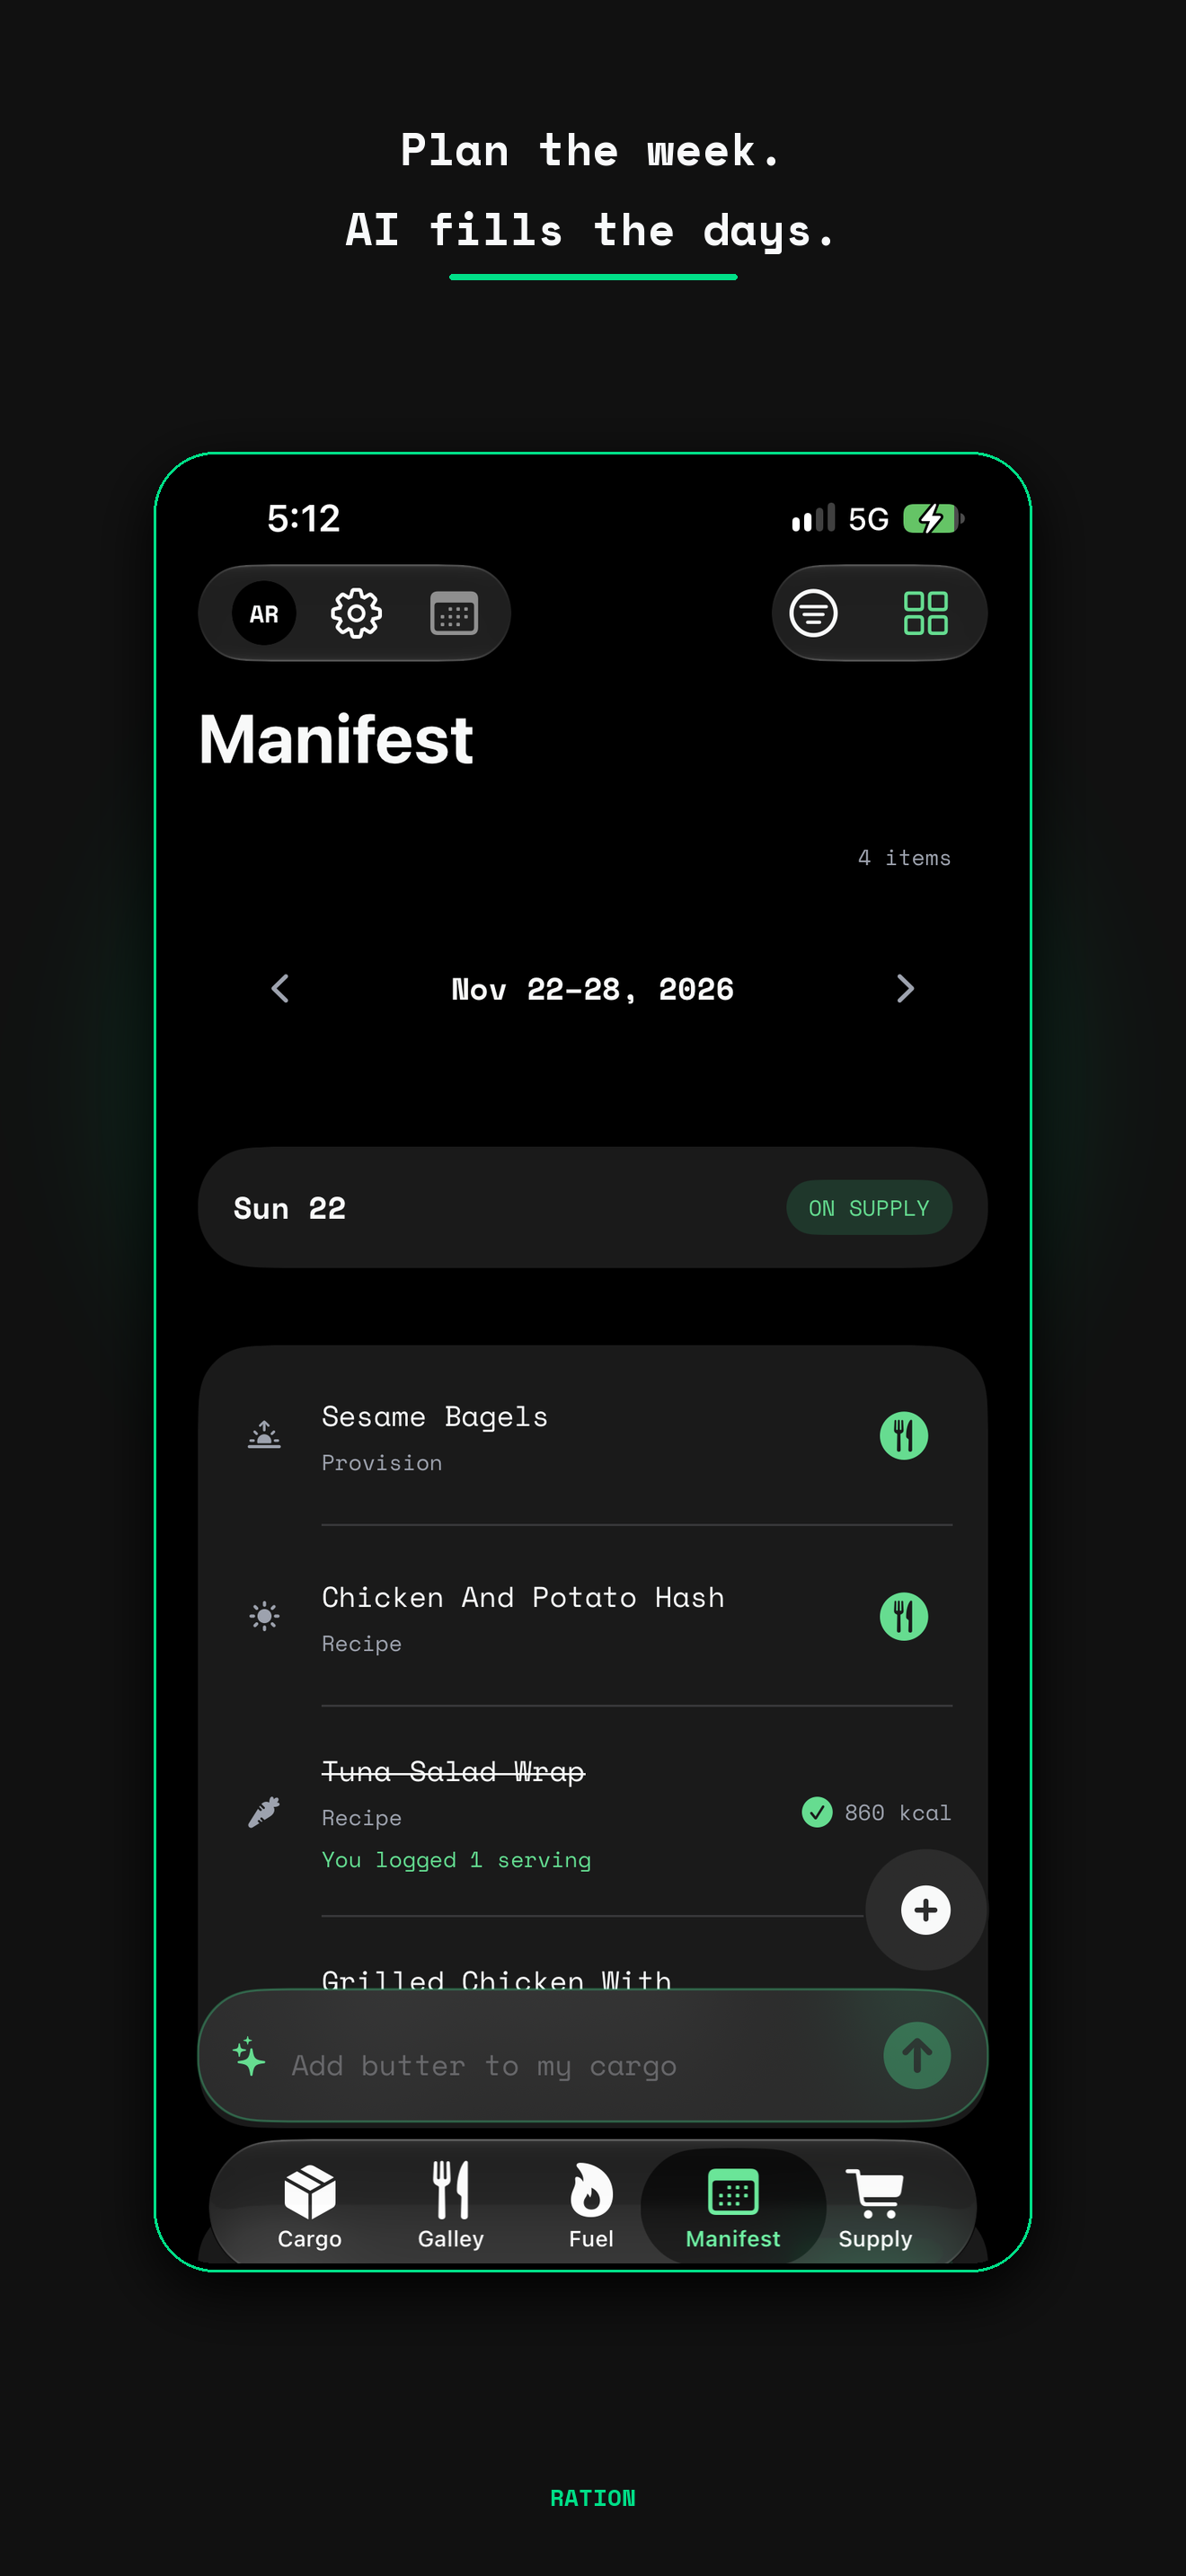 Plan the week.
AI fills the days.
5:12
5G
AR
Manifest
4 items
Nov 22–28, 2026
Sun 22
ON SUPPLY
Sesame Bagels
Provision
Chicken And Potato Hash
Recipe
Tuna Salad Wrap
Recipe
860 kcal
You logged 1 serving
Grilled Chicken With
Add butter to my cargo
Cargo
Galley
Fuel
Manifest
Supply
RATION